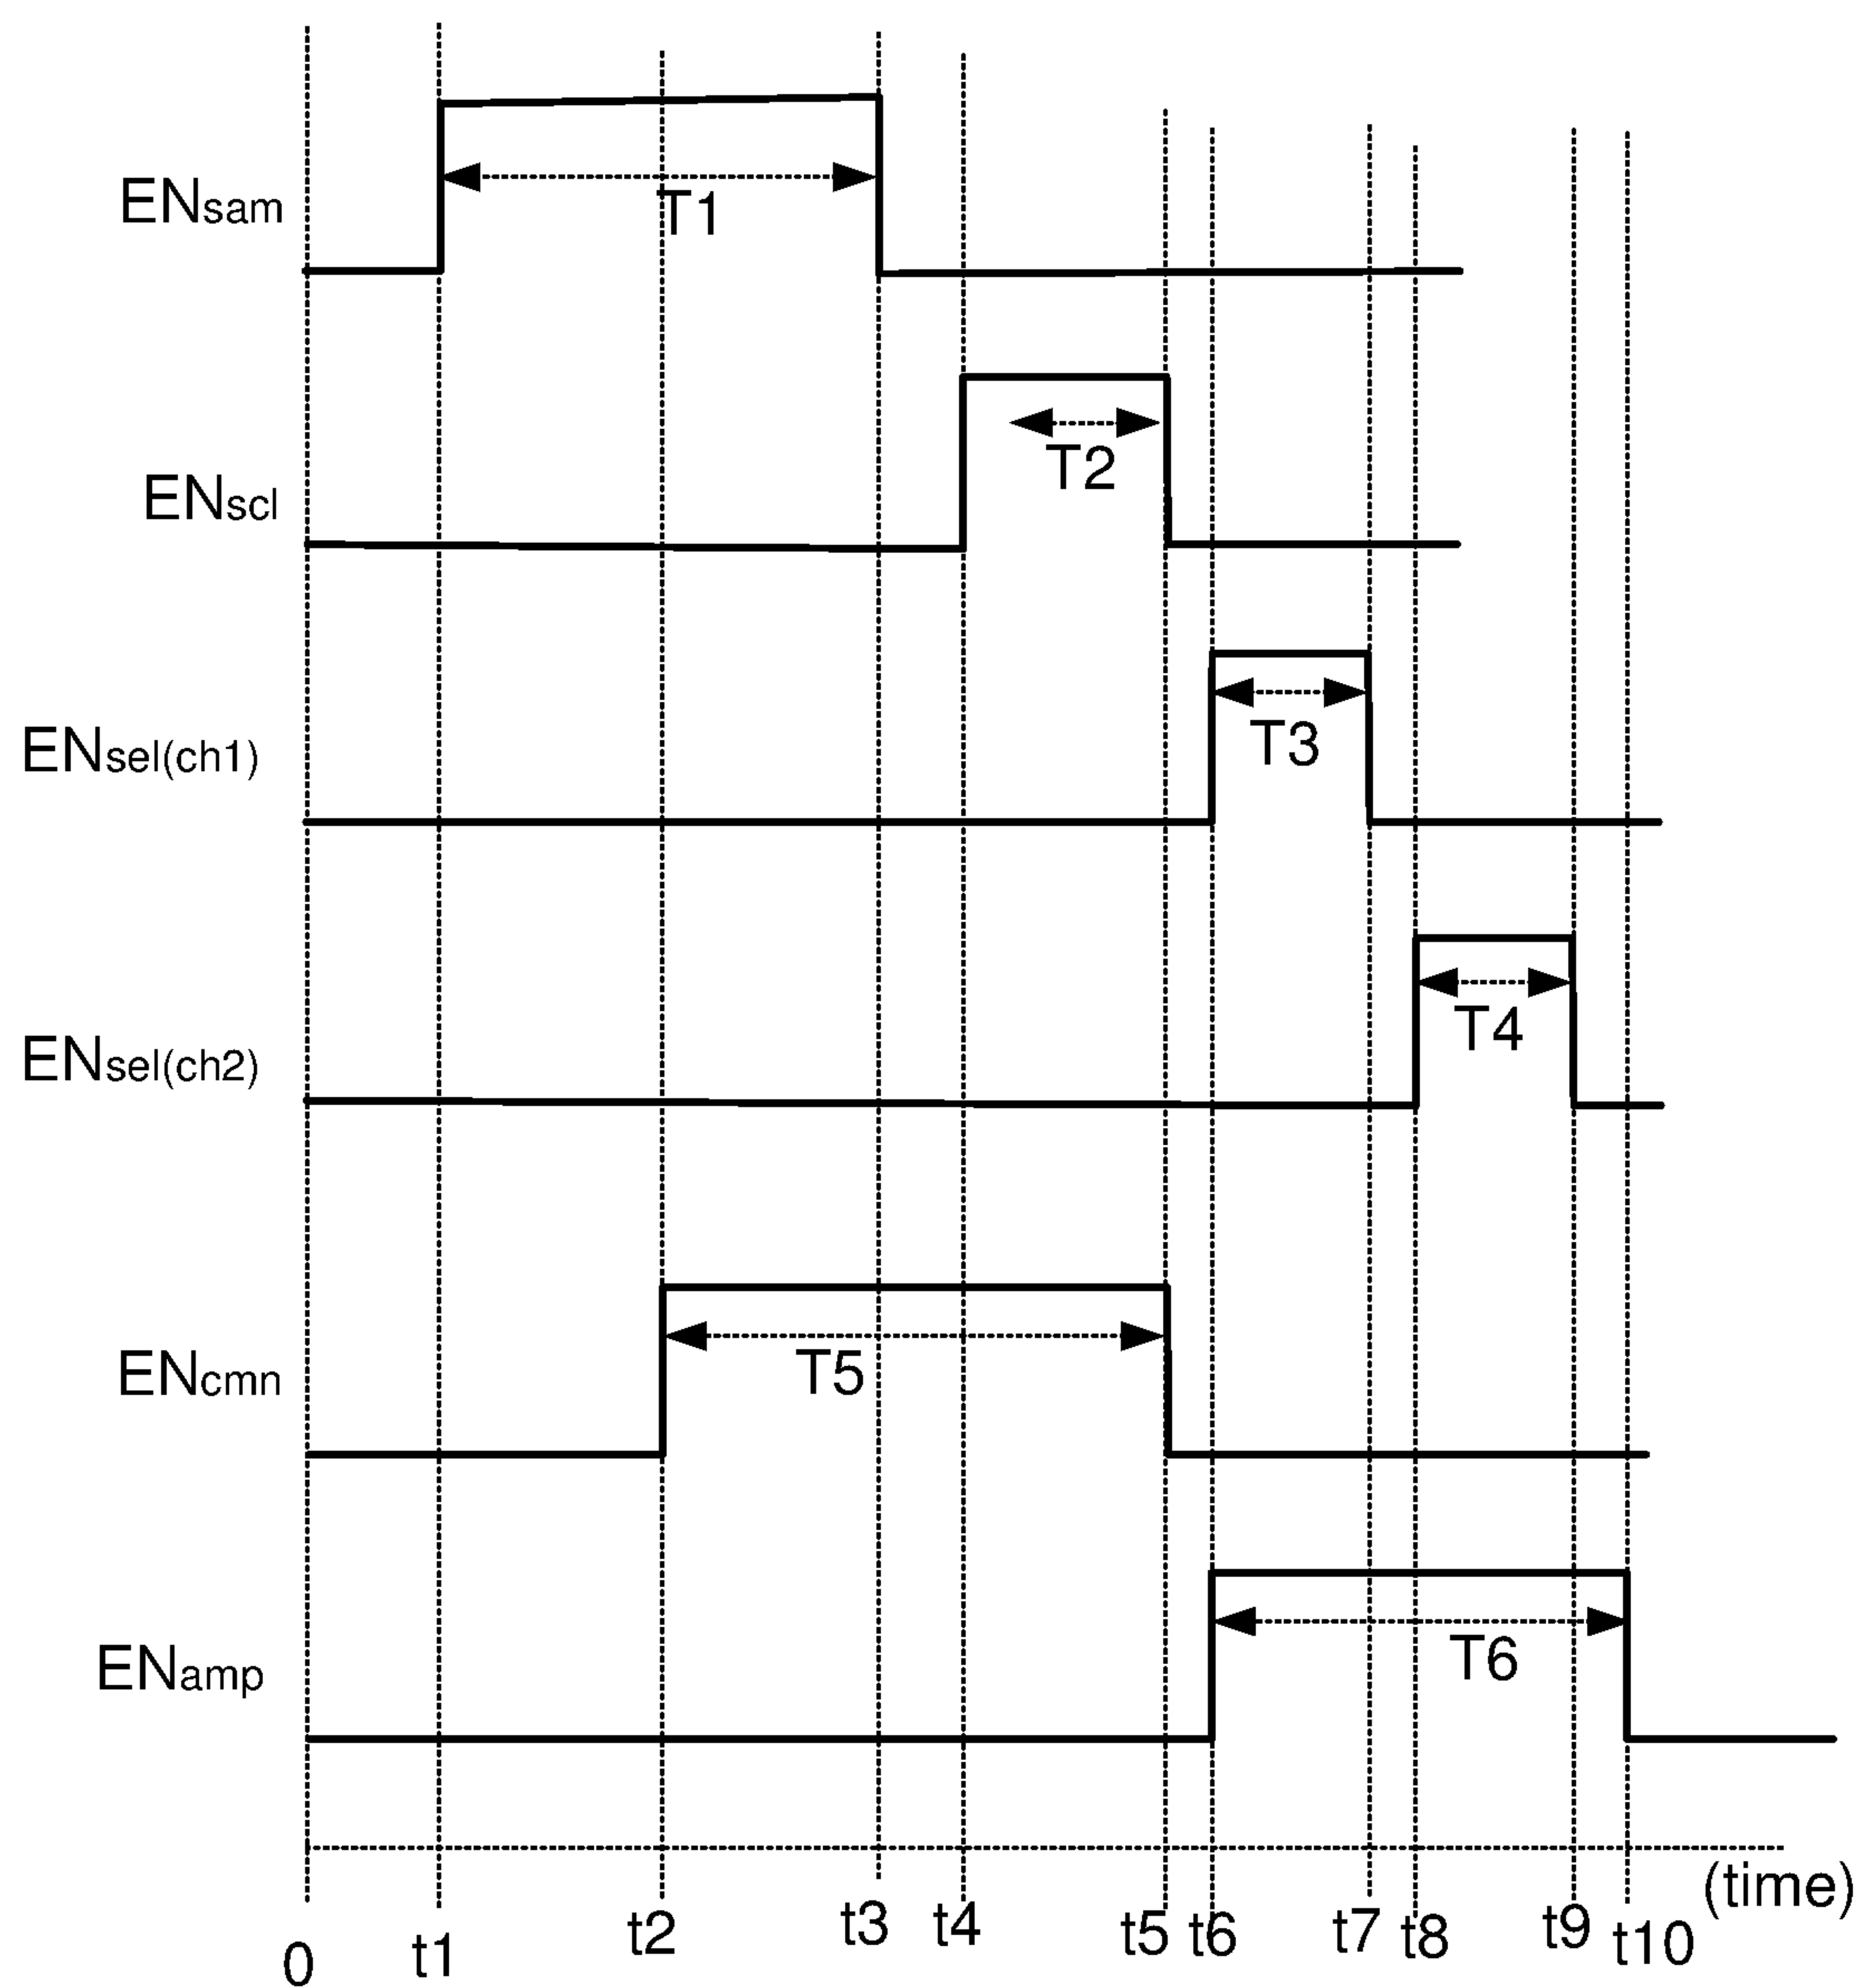 ENsam
T1
ENscl
T2
ENsel(ch1)
T3
ENsel(ch2)
T4
ENcmn
T5
ENamp
T6
(time)
0 t1 t2 t3 t4 t5 t6 t7 t8 t9 t10